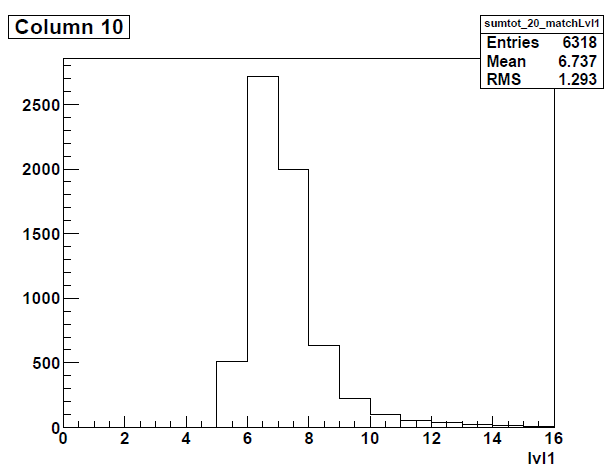 Column 10
sumtot_20_matchLvl1
Entries 6318
Mean 6.737
RMS 1.293
2500
2000
1500
1000
500
0
0 2 4 6 8 10 12 14 16
lvl1